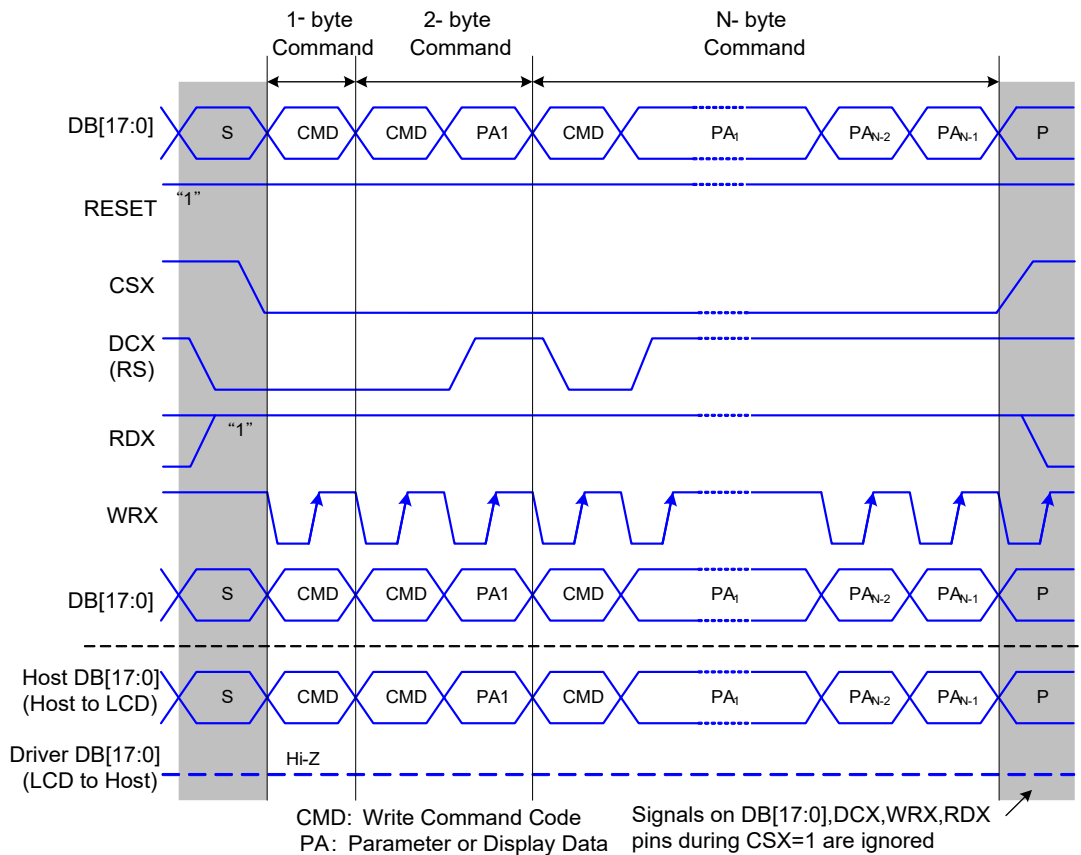 1- byte Command
2- byte Command
N- byte Command
DB[17:0] S CMD CMD PA1 CMD PA1 PAN-2 PAN-1 P
RESET "1"
CSX
DCX
(RS)
RDX "1"
WRX
DB[17:0] S CMD CMD PA1 CMD PA1 PAN-2 PAN-1 P
Host DB[17:0]
(Host to LCD) S CMD CMD PA1 CMD PA1 PAN-2 PAN-1 P
Driver DB[17:0]
(LCD to Host) Hi-Z
CMD: Write Command Code
PA: Parameter or Display Data
Signals on DB[17:0],DCX,WRX,RDX
pins during CSX=1 are ignored